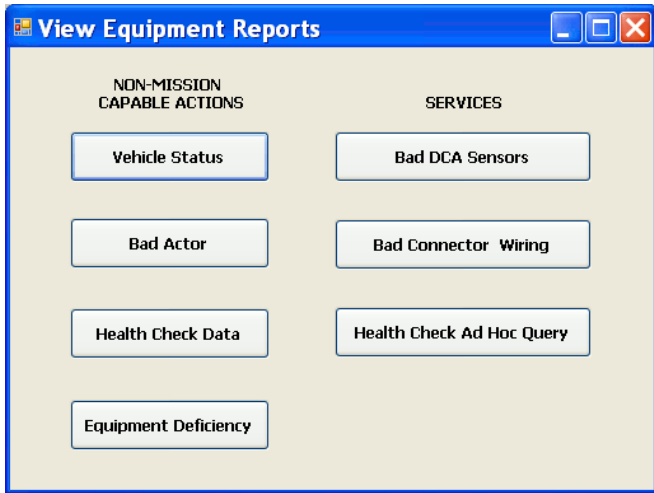 View Equipment Reports
NON-MISSION
CAPABLE ACTIONS
Vehicle Status
Bad Actor
Health Check Data
Equipment Deficiency
SERVICES
Bad DCA Sensors
Bad Connector  Wiring
Health Check Ad Hoc Query